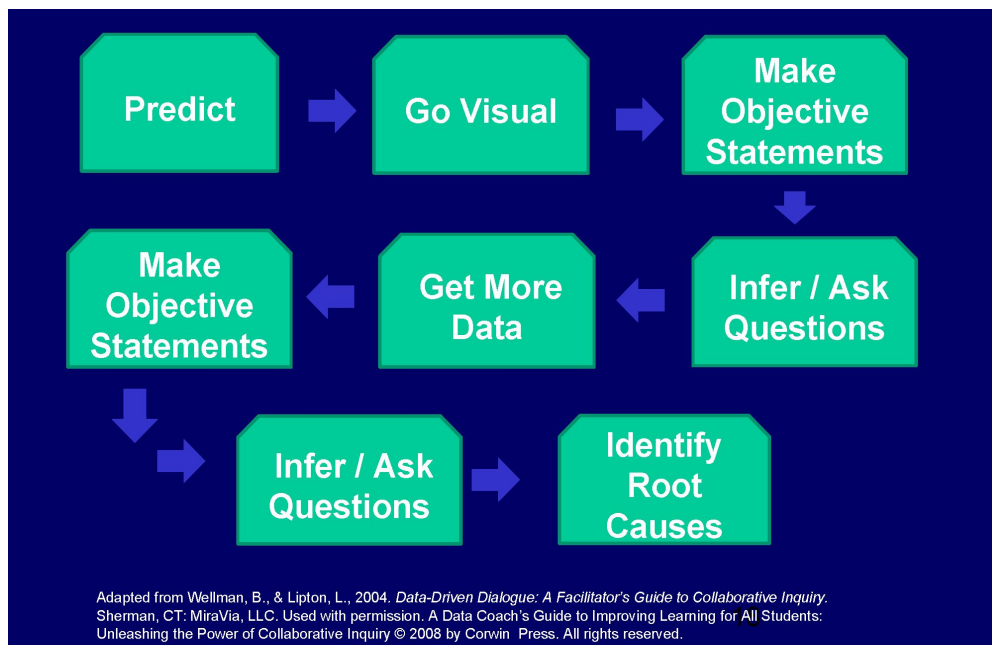 Predict
Go Visual
Make
Objective
Statements
Make
Objective
Statements
Get More
Data
Infer / Ask
Questions
Infer / Ask
Questions
Identify
Root
Causes
Adapted from Wellman, B., & Lipton, L., 2004. Data-Driven Dialogue: A Facilitator's Guide to Collaborative Inquiry.
Sherman, CT: MiraVia, LLC. Used with permission. A Data Coach's Guide to Improving Learning for All Students:
Unleashing the Power of Collaborative Inquiry © 2008 by Corwin Press. All rights reserved.